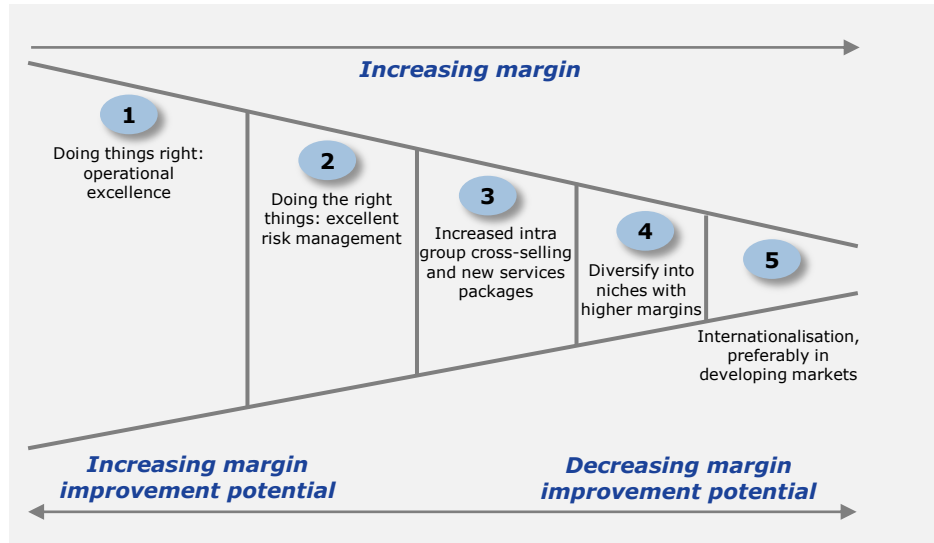 Increasing margin
1
Doing things right:
operational
excellence
2
Doing the right
things: excellent
risk management
3
Increased intra
group cross-selling
and new services
packages
4
Diversify into
niches with
higher margins
5
Internationalisation,
preferably in
developing markets
Increasing margin
improvement potential
Decreasing margin
improvement potential